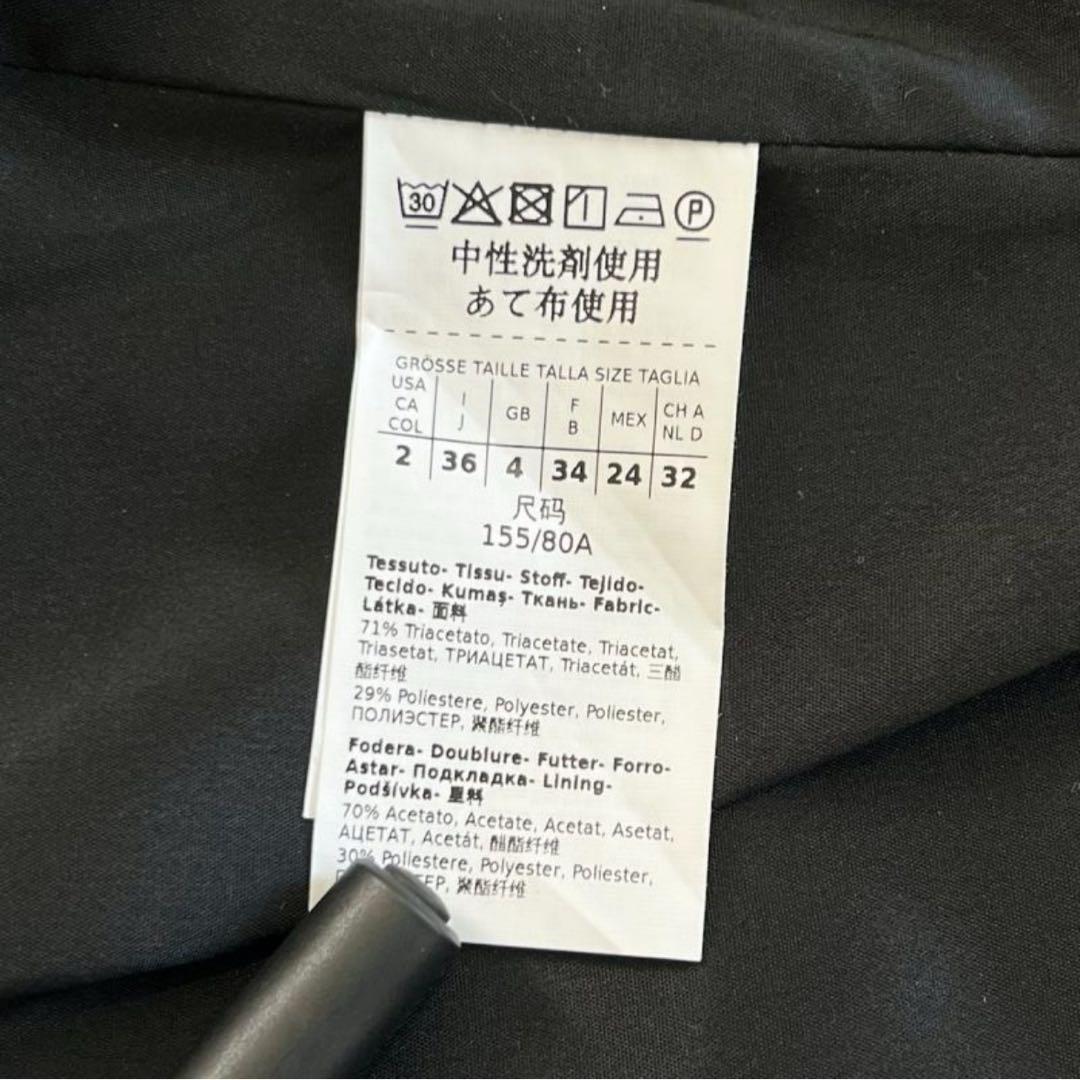 30 P
中性洗剤使用
あて布使用
GRÖSSE TAILLE TALLA SIZE TAGLIA
USA CA COL I J GB F B MEX CH A NL D
2 36 4 34 24 32
尺码
155/80A
Tessuto- Tissu- Stoff- Tejido-
Tecido- Kumaş- Ткань- Fabric-
Látka- 面料
71% Triacetato, Triacetate, Triacetat,
Triasetat, ТРИАЦЕТАТ, Triacetát, 三醋
酯纤维
29% Poliestere, Polyester, Poliester,
ПОЛИЭСТЕР, 聚酯纤维
Fodera- Doublure- Futter- Forro-
Astar- Подкладка- Lining-
Podšívka- 里料
70% Acetato, Acetate, Acetat, Asetat,
АЦЕТАТ, Acetát, 醋酯纤维
30% Poliestere, Polyester, Poliester,
聚酯纤维